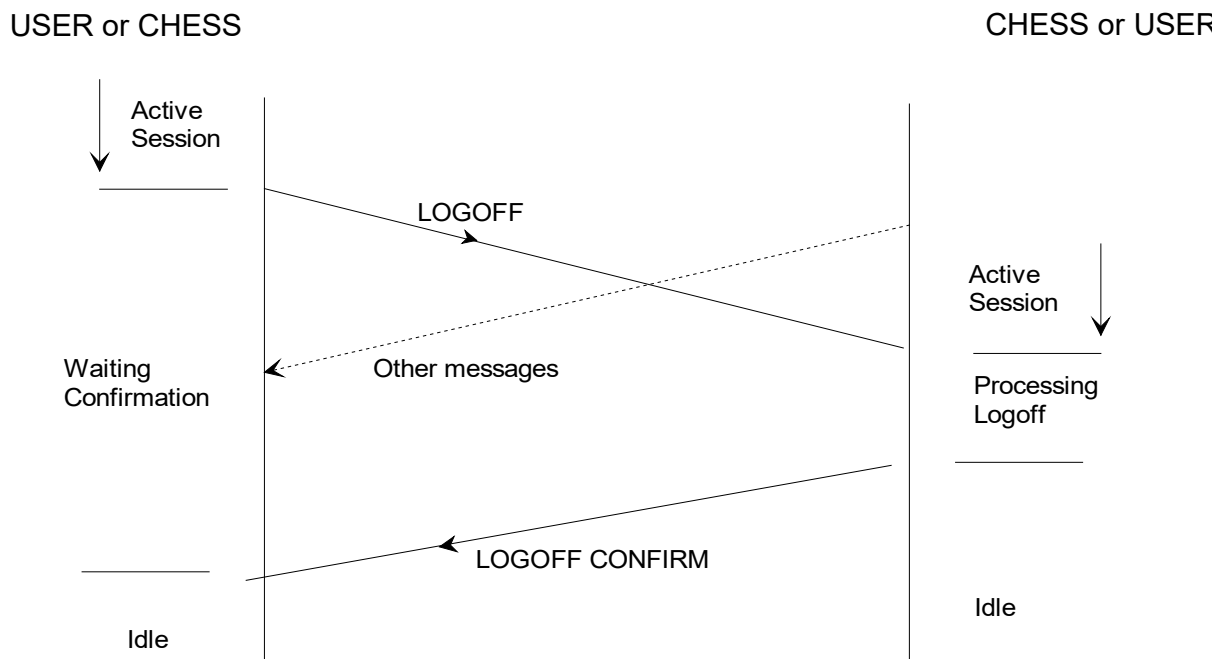 USER or CHESS
CHESS or USER
Active
Session
LOGOFF
Active
Session
Waiting
Confirmation
Other messages
Processing
Logoff
LOGOFF CONFIRM
Idle
Idle